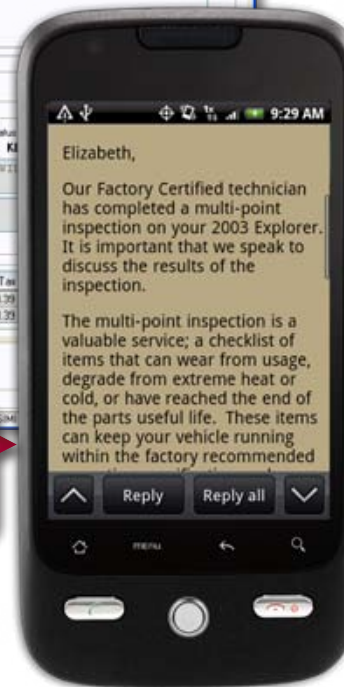 9:29 AM
Elizabeth,
Our Factory Certified technician
has completed a multi-point
inspection on your 2003 Explorer.
It is important that we speak to
discuss the results of the
inspection.
The multi-point inspection is a
valuable service; a checklist of
items that can wear from usage,
degrade from extreme heat or
cold, or have reached the end of
the parts useful life.  These items
can keep your vehicle running
within the factory recommended
Reply Reply all
menu
Tax